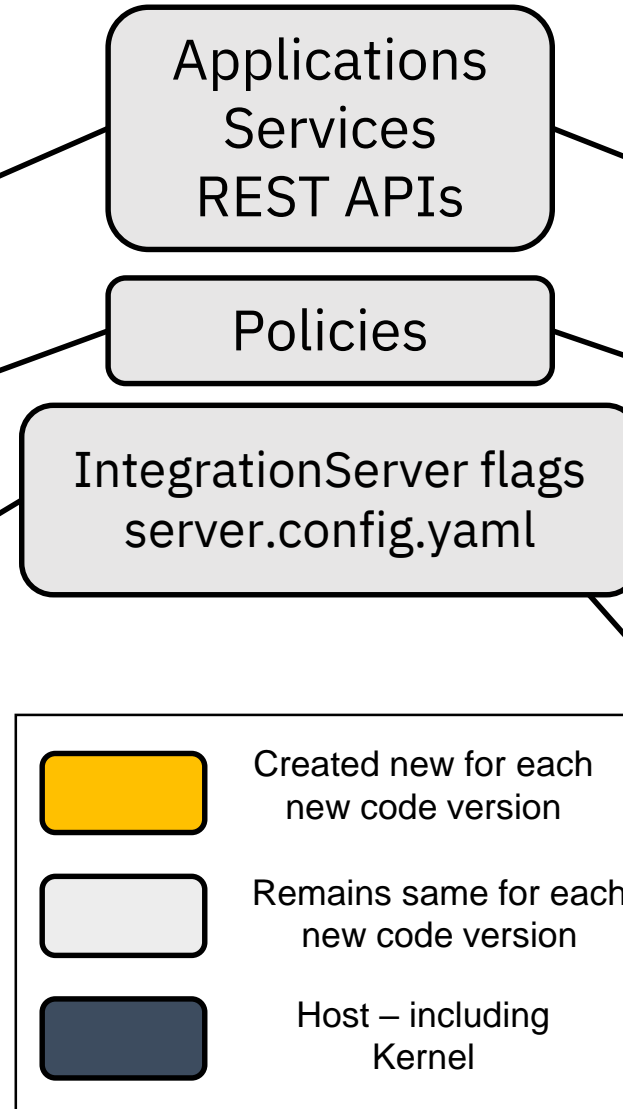 Applications
Services
REST APIs
Policies
IntegrationServer flags
server.config.yaml
Created new for each
new code version
Remains same for each
new code version
Host – including
Kernel